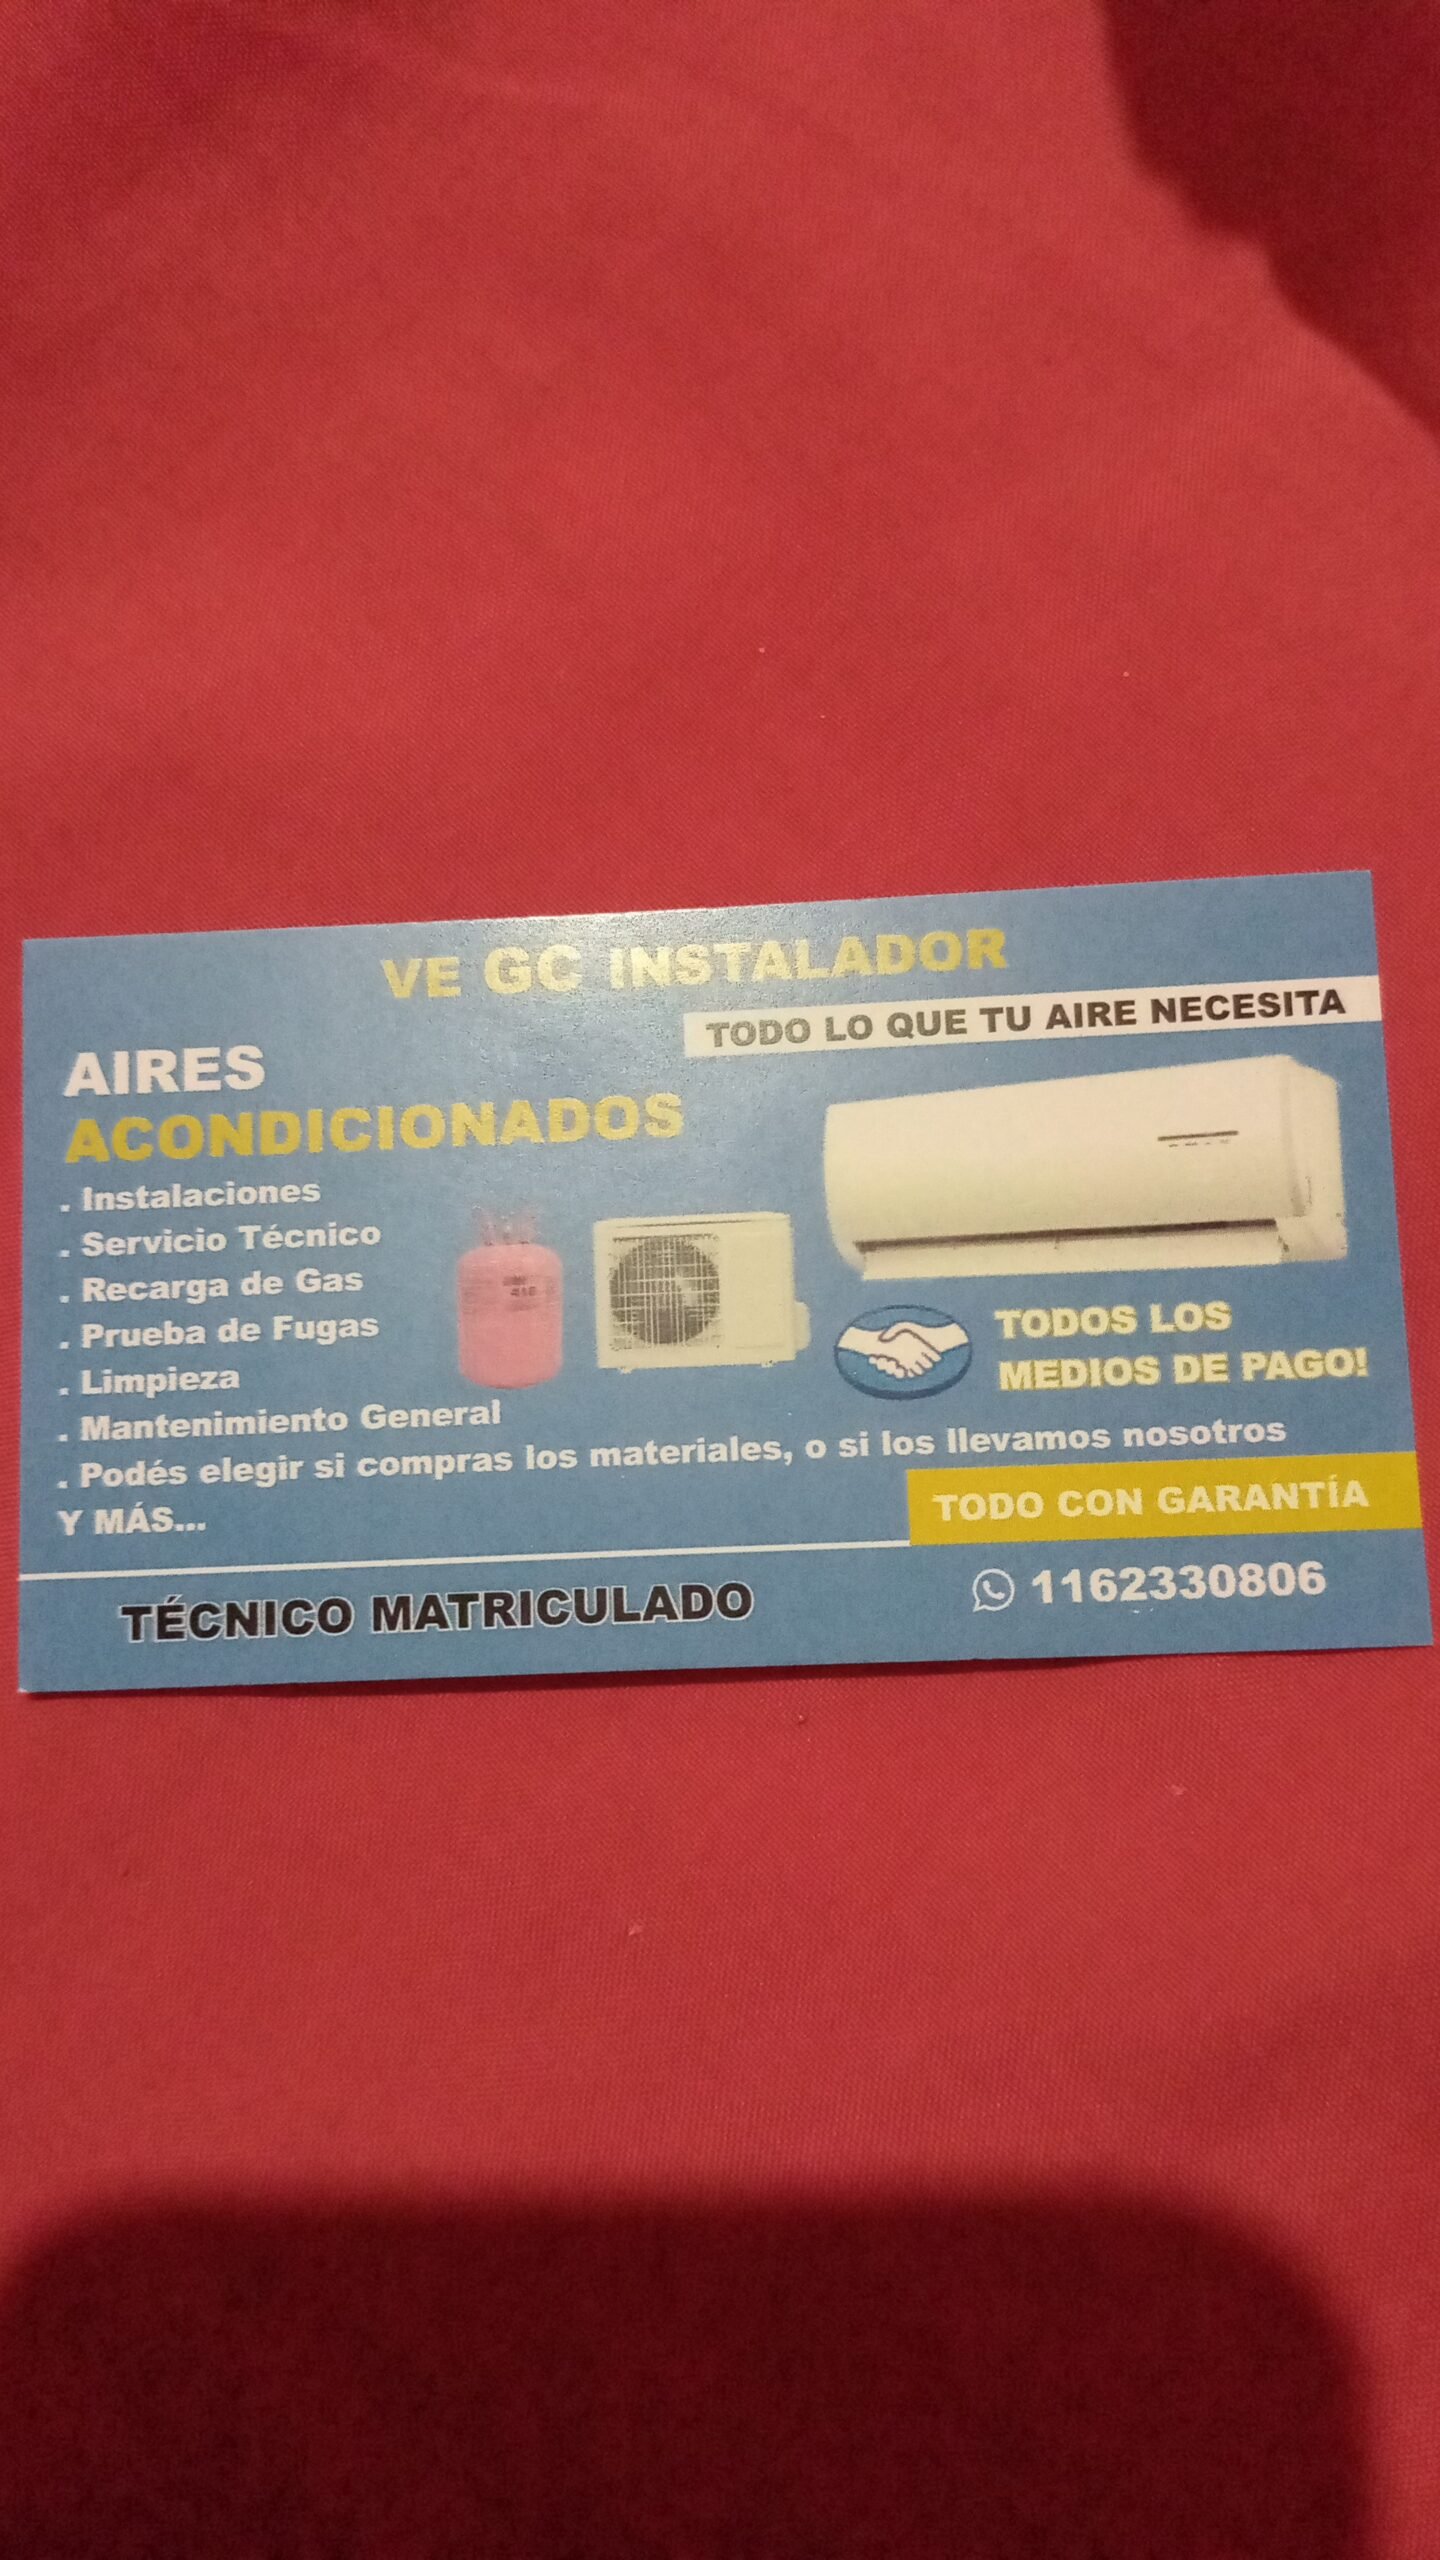 VE GC INSTALADOR
TODO LO QUE TU AIRE NECESITA
AIRES
ACONDICIONADOS
. Instalaciones
. Servicio Técnico
. Recarga de Gas
. Prueba de Fugas
. Limpieza
. Mantenimiento General
. Podés elegir si compras los materiales, o si los llevamos nosotros
Y MÁS...
TODOS LOS
MEDIOS DE PAGO!
TODO CON GARANTÍA
TÉCNICO MATRICULADO
1162330806